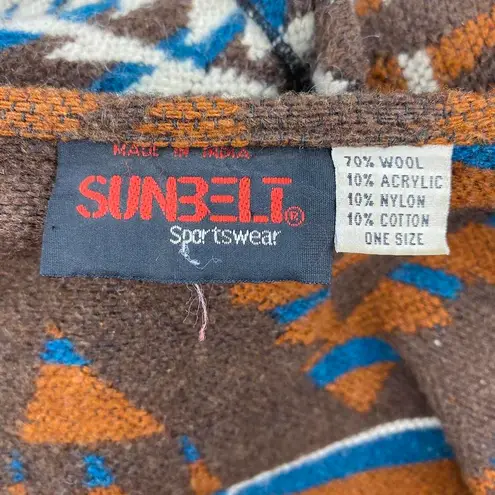 MADE IN INDIA
SUNBELT®
Sportswear
70% WOOL
10% ACRYLIC
10% NYLON
10% COTTON
ONE SIZE